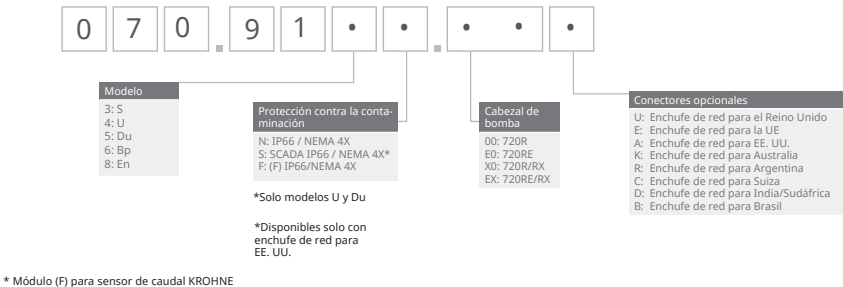 0 7 0 . 9 1 • • . • • •
Modelo
3: S
4: U
5: Du
6: Bp
8: En
Protección contra la conta-
minación
N: IP66 / NEMA 4X
S: SCADA IP66 / NEMA 4X*
F: (F) IP66/NEMA 4X
*Solo modelos U y Du
*Disponibles solo con
enchufe de red para
EE. UU.
Cabezal de
bomba
00: 720R
E0: 720RE
X0: 720R/RX
EX: 720RE/RX
Conectores opcionales
U: Enchufe de red para el Reino Unido
E: Enchufe de red para la UE
A: Enchufe de red para EE. UU.
K: Enchufe de red para Australia
R: Enchufe de red para Argentina
C: Enchufe de red para Suiza
D: Enchufe de red para India/Sudáfrica
B: Enchufe de red para Brasil
* Módulo (F) para sensor de caudal KROHNE